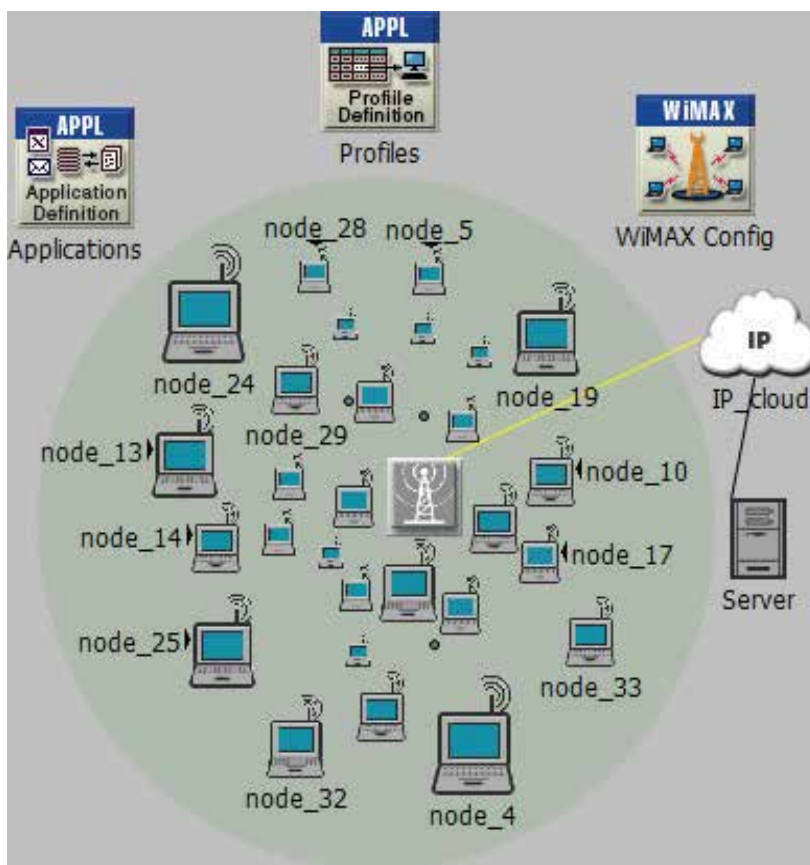 APPL
Profile
Definition
Profiles
APPL
Application
Definition
Applications
WiMAX
WiMAX Config
node_28
node_5
node_24
node_19
IP
IP_cloud
node_29
node_13
node_10
node_14
node_17
Server
node_25
node_33
node_32
node_4